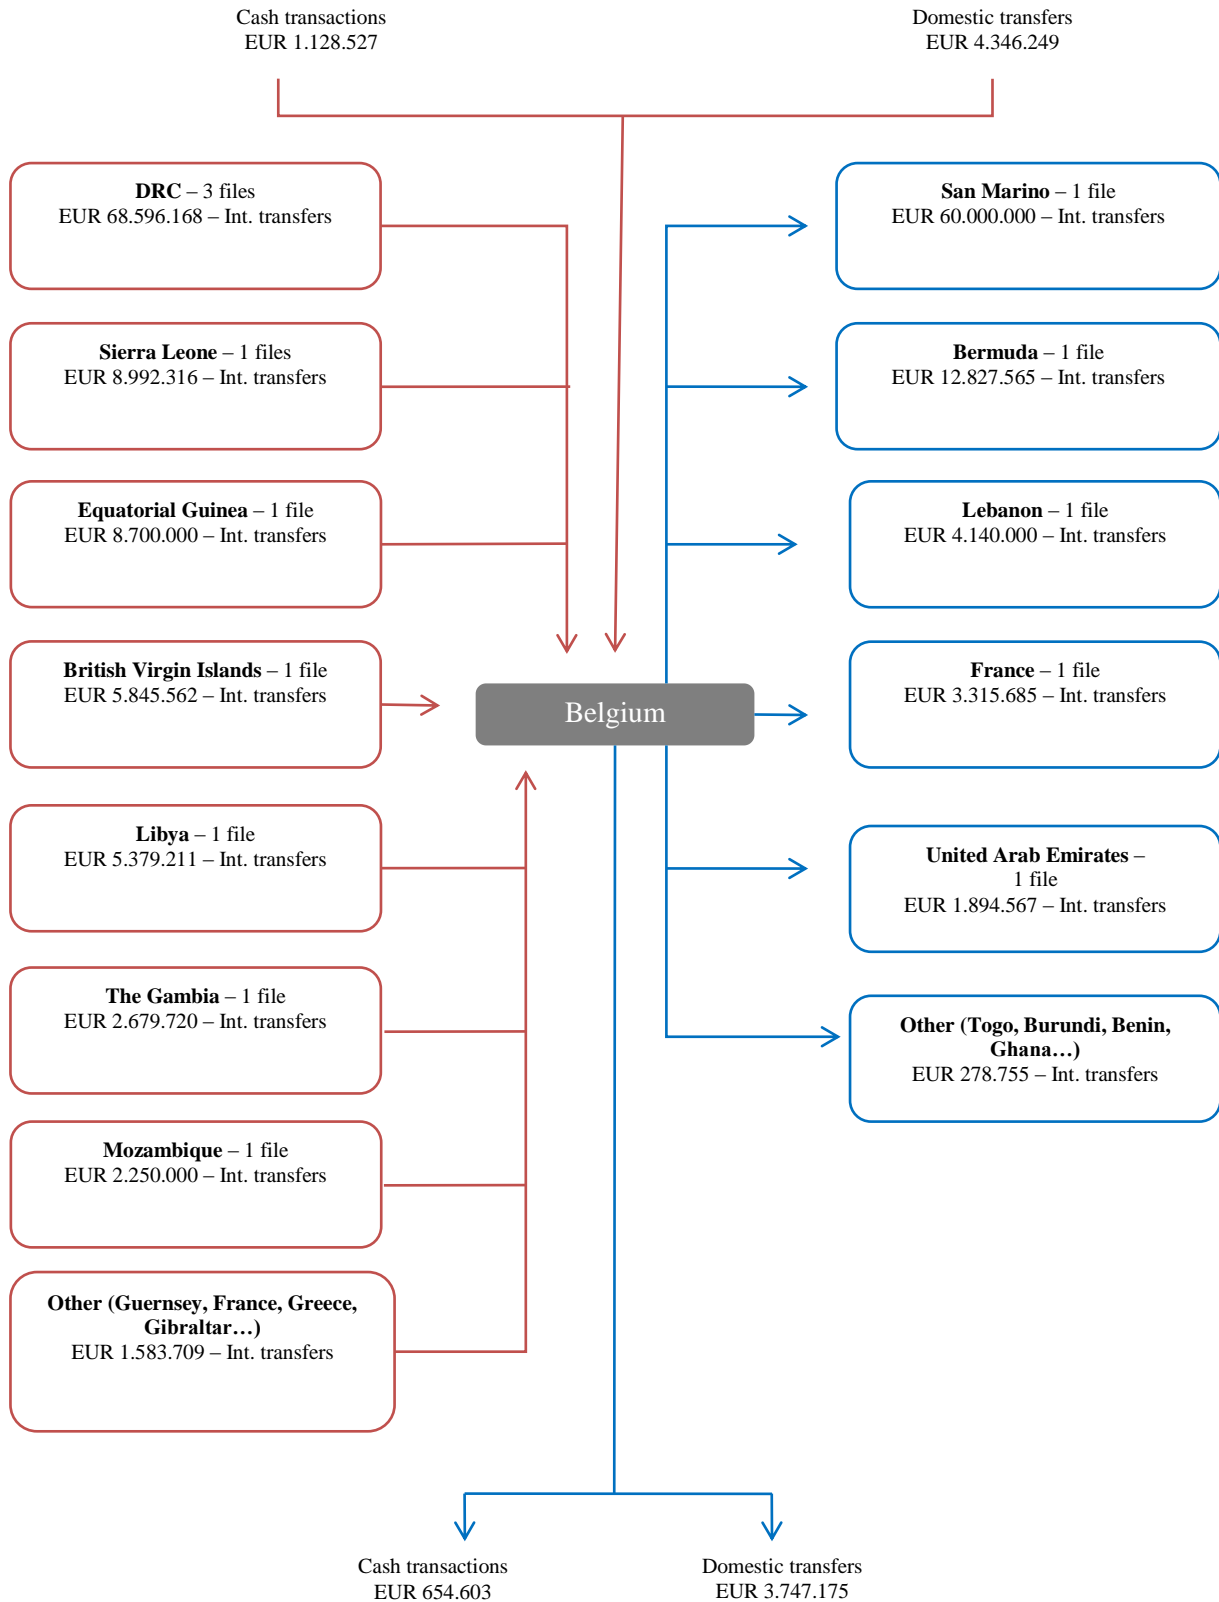 Cash transactions
EUR 1.128.527
Domestic transfers
EUR 4.346.249
DRC – 3 files
EUR 68.596.168 – Int. transfers
San Marino – 1 file
EUR 60.000.000 – Int. transfers
Sierra Leone – 1 files
EUR 8.992.316 – Int. transfers
Bermuda – 1 file
EUR 12.827.565 – Int. transfers
Equatorial Guinea – 1 file
EUR 8.700.000 – Int. transfers
Lebanon – 1 file
EUR 4.140.000 – Int. transfers
British Virgin Islands – 1 file
EUR 5.845.562 – Int. transfers
Belgium
France – 1 file
EUR 3.315.685 – Int. transfers
Libya – 1 file
EUR 5.379.211 – Int. transfers
United Arab Emirates –
1 file
EUR 1.894.567 – Int. transfers
The Gambia – 1 file
EUR 2.679.720 – Int. transfers
Other (Togo, Burundi, Benin,
Ghana…)
EUR 278.755 – Int. transfers
Mozambique – 1 file
EUR 2.250.000 – Int. transfers
Other (Guernsey, France, Greece,
Gibraltar…)
EUR 1.583.709 – Int. transfers
Cash transactions
EUR 654.603
Domestic transfers
EUR 3.747.175